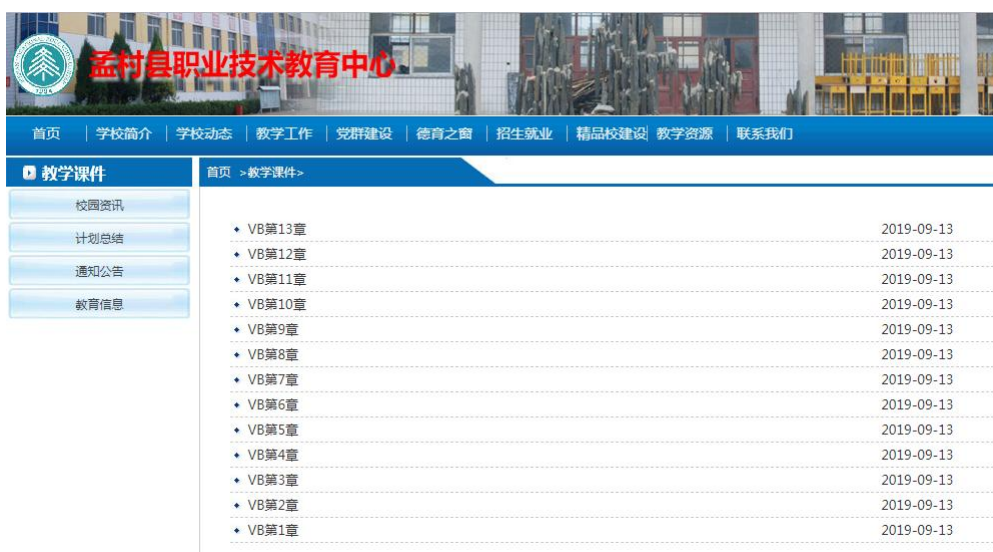 孟村县职业技术教育中心
1994
首页 学校简介 学校动态 教学工作 党群建设 德育之窗 招生就业 精品校建设 教学资源 联系我们
教学课件
首页 >教学课件>
校园资讯
计划总结
通知公告
教育信息
VB第13章 2019-09-13
VB第12章 2019-09-13
VB第11章 2019-09-13
VB第10章 2019-09-13
VB第9章 2019-09-13
VB第8章 2019-09-13
VB第7章 2019-09-13
VB第6章 2019-09-13
VB第5章 2019-09-13
VB第4章 2019-09-13
VB第3章 2019-09-13
VB第2章 2019-09-13
VB第1章 2019-09-13